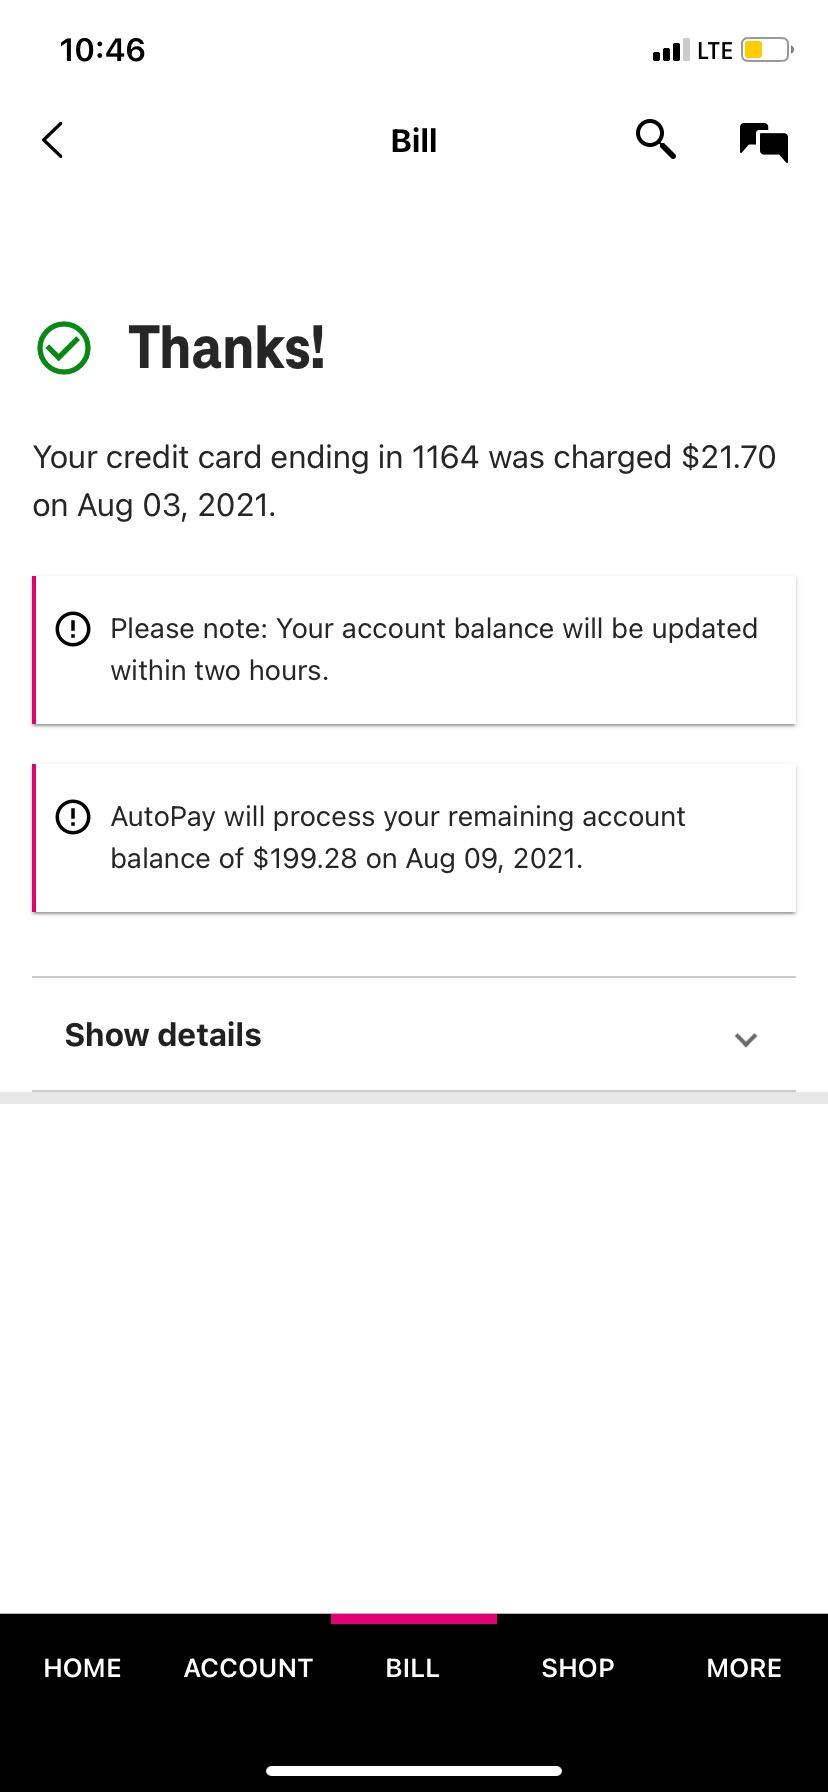 10:46
LTE
Bill
Thanks!
Your credit card ending in 1164 was charged $21.70
on Aug 03, 2021.
Please note: Your account balance will be updated
within two hours.
AutoPay will process your remaining account
balance of $199.28 on Aug 09, 2021.
Show details
HOME ACCOUNT BILL SHOP MORE